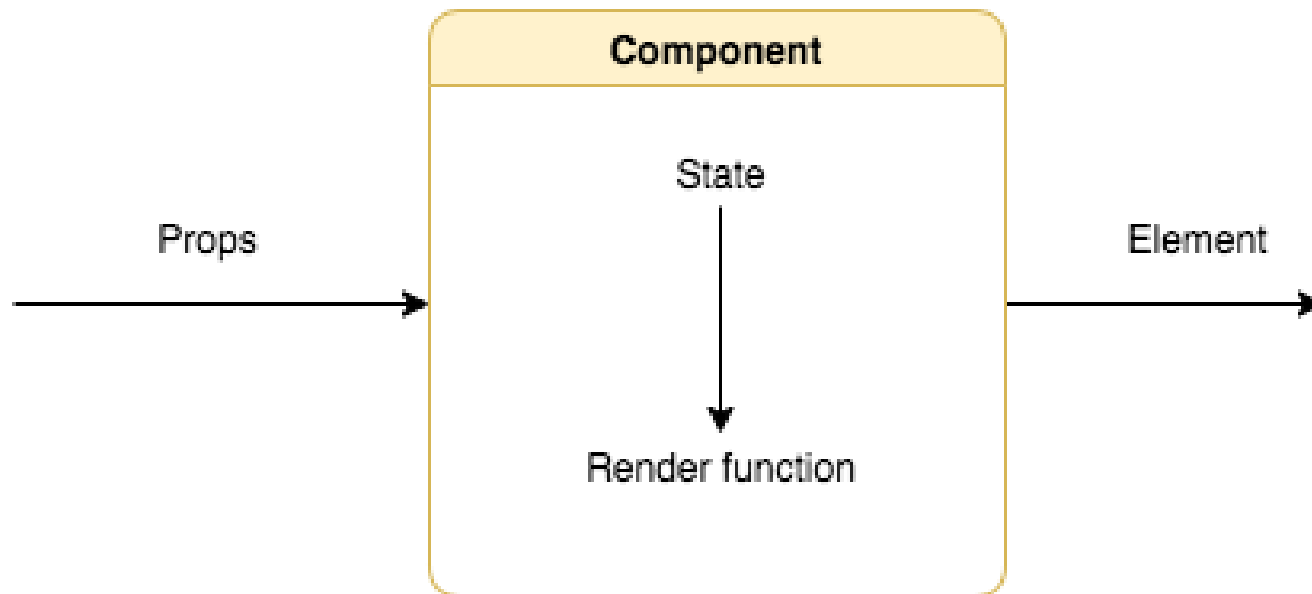 Component
State
Props
Element
Render function